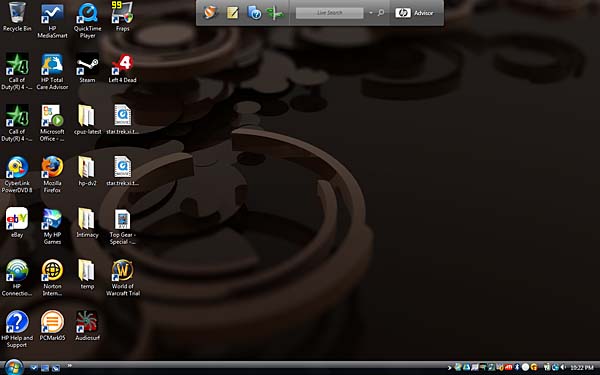 99
Recycle Bin
HP
MediaSmart
QuickTime
Player
Fraps
Live Search
hp
Advisor
Call of
Duty(R) 4 -...
HP Total
Care Advisor
Steam
Left 4 Dead
Call of
Duty(R) 4 -...
Microsoft
Office - ...
cpuz-latest
star.trek.xi.t...
CyberLink
PowerDVD 8
Mozilla
Firefox
hp-dv2
star.trek.xi.t...
eBay
My HP
Games
Intimacy
Top Gear -
Special -...
HP
Connectio...
Norton
Intern...
temp
World of
Warcraft Trial
HP Help and
Support
PCMark05
Audiosurf
10:22 PM